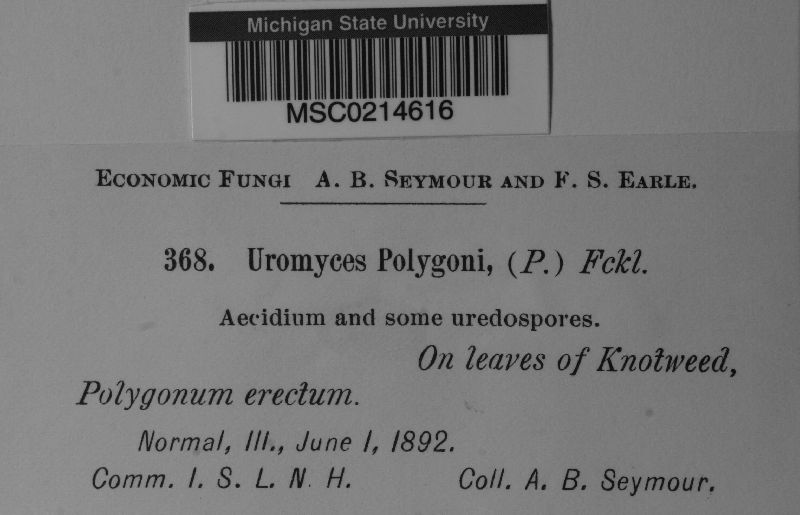 Michigan State University
MSC0214616
ECONOMIC FUNGI A. B. SEYMOUR AND F. S. EARLE.
368. Uromyces Polygoni, (P.) Fckl.
Aecidium and some uredospores.
On leaves of Knotweed,
Polygonum erectum.
Normal, Ill., June 1, 1892.
Comm. I. S. L. N. H. Coll. A. B. Seymour.